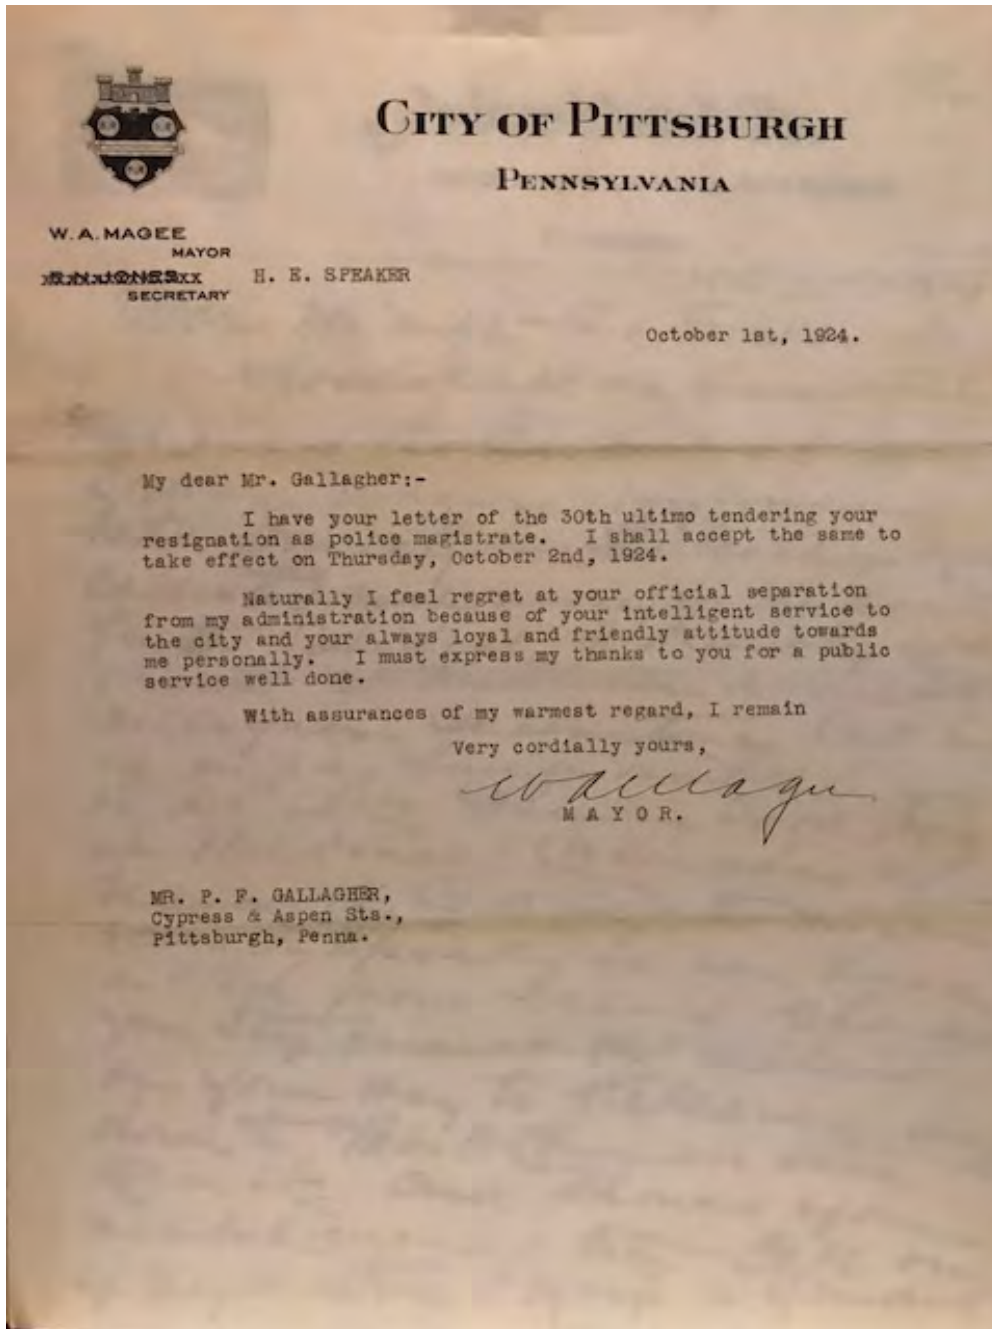 CITY OF PITTSBURGH
PENNSYLVANIA
W. A. MAGEE
MAYOR
H. E. SPEAKER
SECRETARY
October 1st, 1924.
My dear Mr. Gallagher:-
I have your letter of the 30th ultimo tendering your
resignation as police magistrate. I shall accept the same to
take effect on Thursday, October 2nd, 1924.
Naturally I feel regret at your official separation
from my administration because of your intelligent service to
the city and your always loyal and friendly attitude towards
me personally. I must express my thanks to you for a public
service well done.
With assurances of my warmest regard, I remain
Very cordially yours,
W A Magee
MAYOR.
MR. P. F. GALLAGHER,
Cypress & Aspen Sts.,
Pittsburgh, Penna.